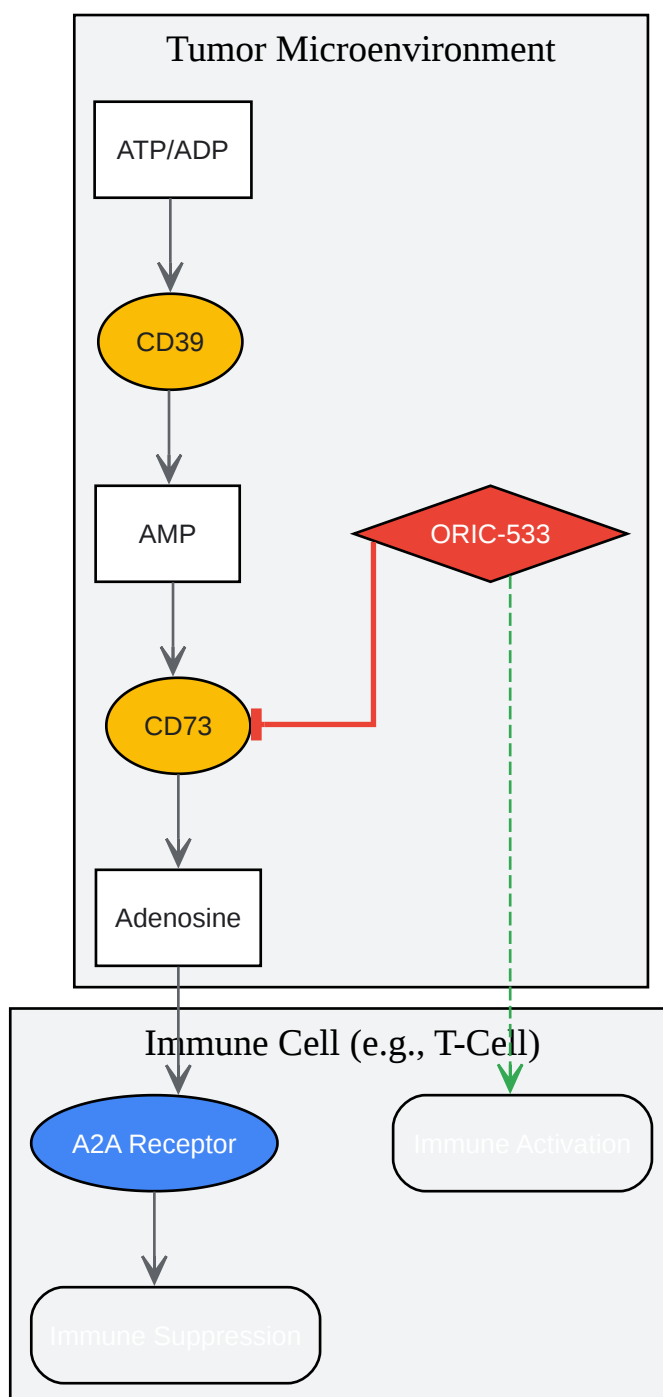 Tumor Microenvironment
ATP/ADP
CD39
AMP
ORIC-533
CD73
Adenosine
Immune Cell (e.g., T-Cell)
A2A Receptor
Immune Activation
Immune Suppression